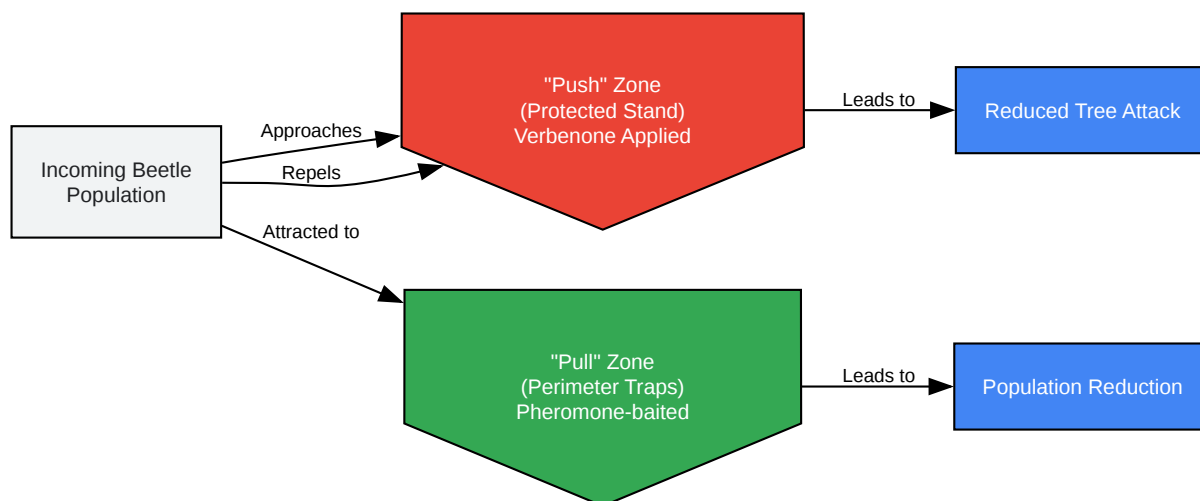 Incoming Beetle
Population
Approaches
Repels
Attracted to
"Push" Zone
(Protected Stand)
Verbenone Applied
Leads to
Reduced Tree Attack
"Pull" Zone
(Perimeter Traps)
Pheromone-baited
Leads to
Population Reduction